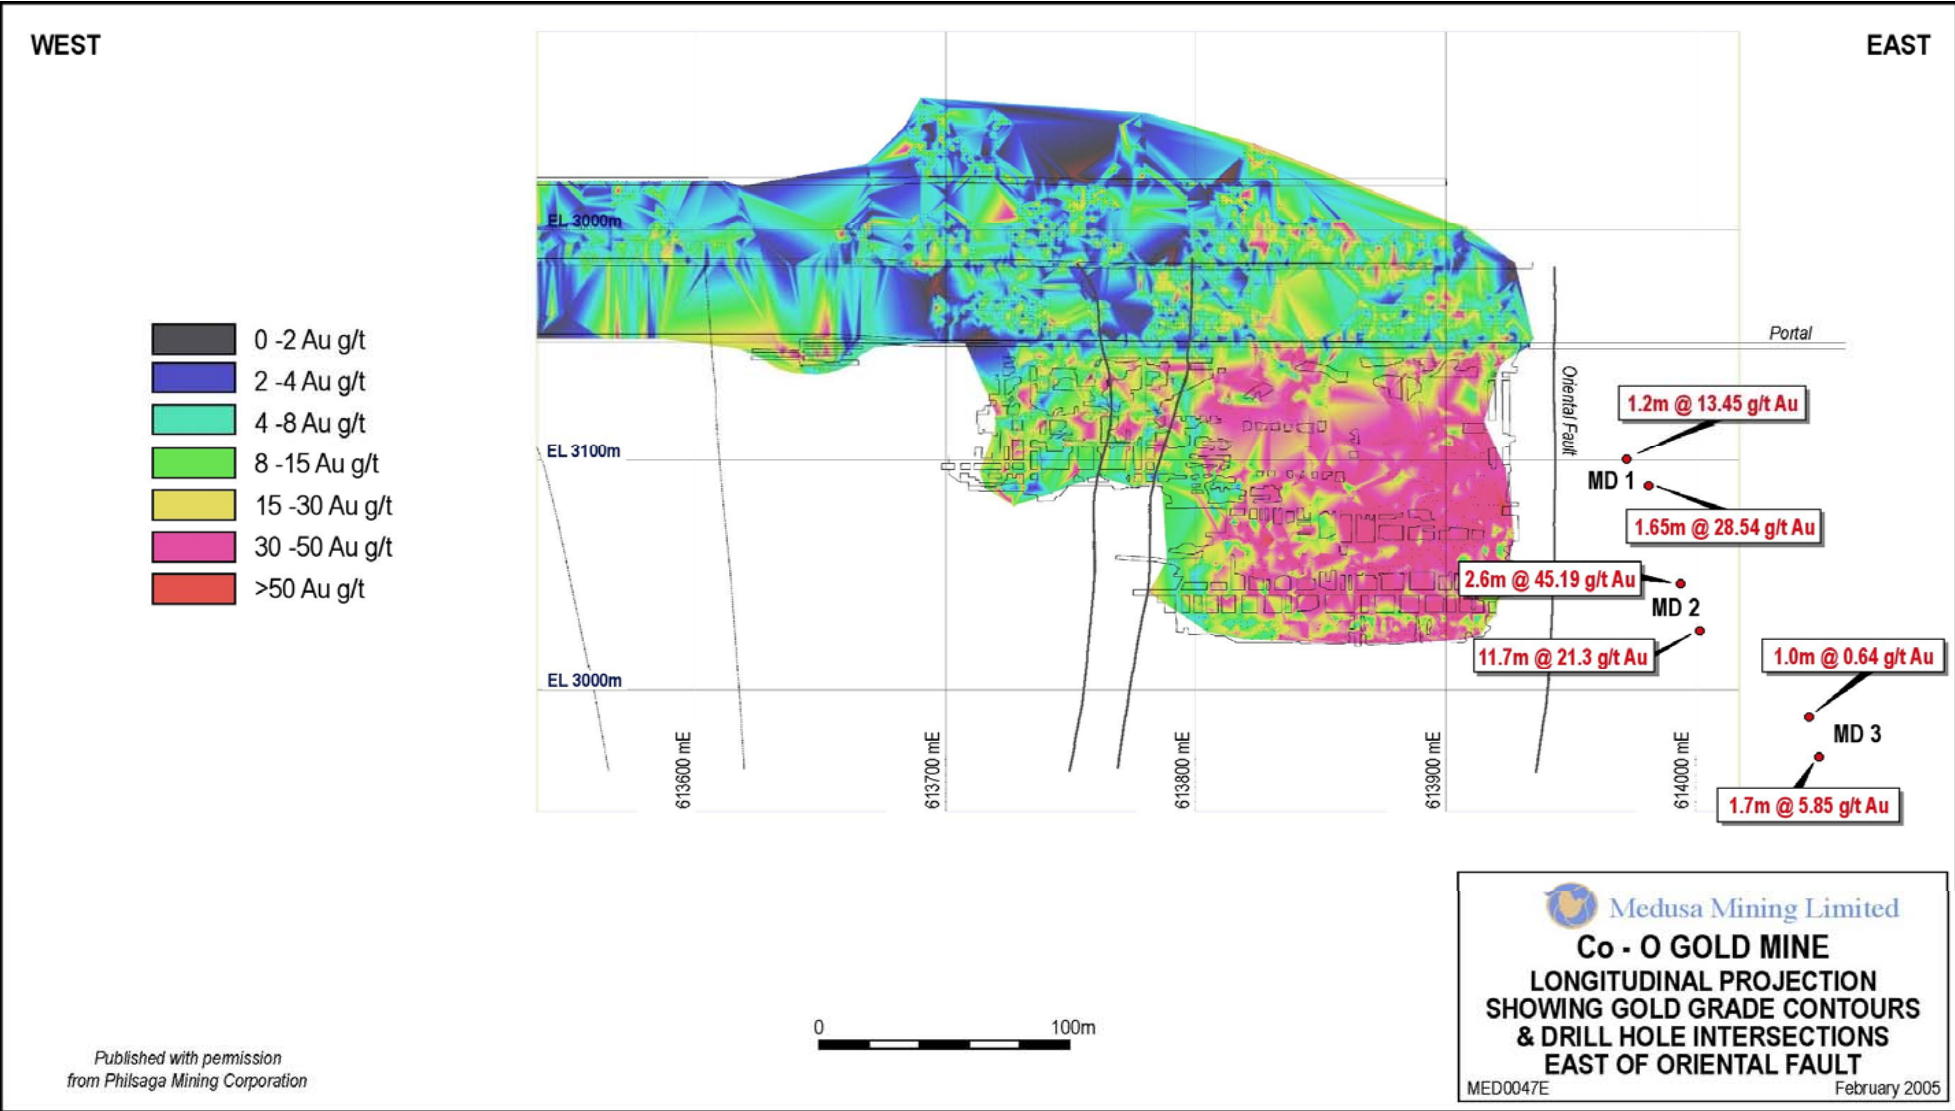 WEST
EAST
EL 3000m
0 -2 Au g/t
2 -4 Au g/t
4 -8 Au g/t
8 -15 Au g/t
15 -30 Au g/t
30 -50 Au g/t
>50 Au g/t
Portal
Oriental Fault
1.2m @ 13.45 g/t Au
EL 3100m
MD 1
1.65m @ 28.54 g/t Au
2.6m @ 45.19 g/t Au
MD 2
11.7m @ 21.3 g/t Au
1.0m @ 0.64 g/t Au
EL 3000m
MD 3
1.7m @ 5.85 g/t Au
613600 mE
613700 mE
613800 mE
613900 mE
614000 mE
0
100m
Medusa Mining Limited
Co - O GOLD MINE
LONGITUDINAL PROJECTION
SHOWING GOLD GRADE CONTOURS
& DRILL HOLE INTERSECTIONS
EAST OF ORIENTAL FAULT
MED0047E
February 2005
Published with permission
from Philsaga Mining Corporation